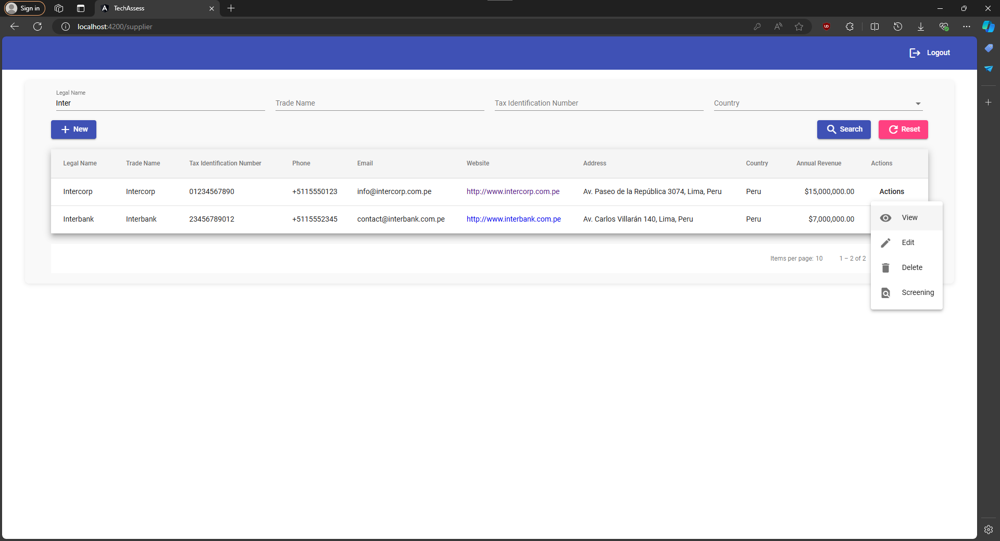 Sign in
TechAssess
localhost:4200/supplier
Logout
Legal Name
Inter
Trade Name
Tax Identification Number
Country
New
Search
Reset
Legal Name Trade Name Tax Identification Number Phone Email Website Address Country Annual Revenue Actions
Intercorp Intercorp 01234567890 +5115550123 info@intercorp.com.pe http://www.intercorp.com.pe Av. Paseo de la República 3074, Lima, Peru Peru $15,000,000.00 Actions
Interbank Interbank 23456789012 +5115552345 contact@interbank.com.pe http://www.interbank.com.pe Av. Carlos Villarán 140, Lima, Peru Peru $7,000,000.00
View
Edit
Delete
Screening
Items per page: 10 1 – 2 of 2